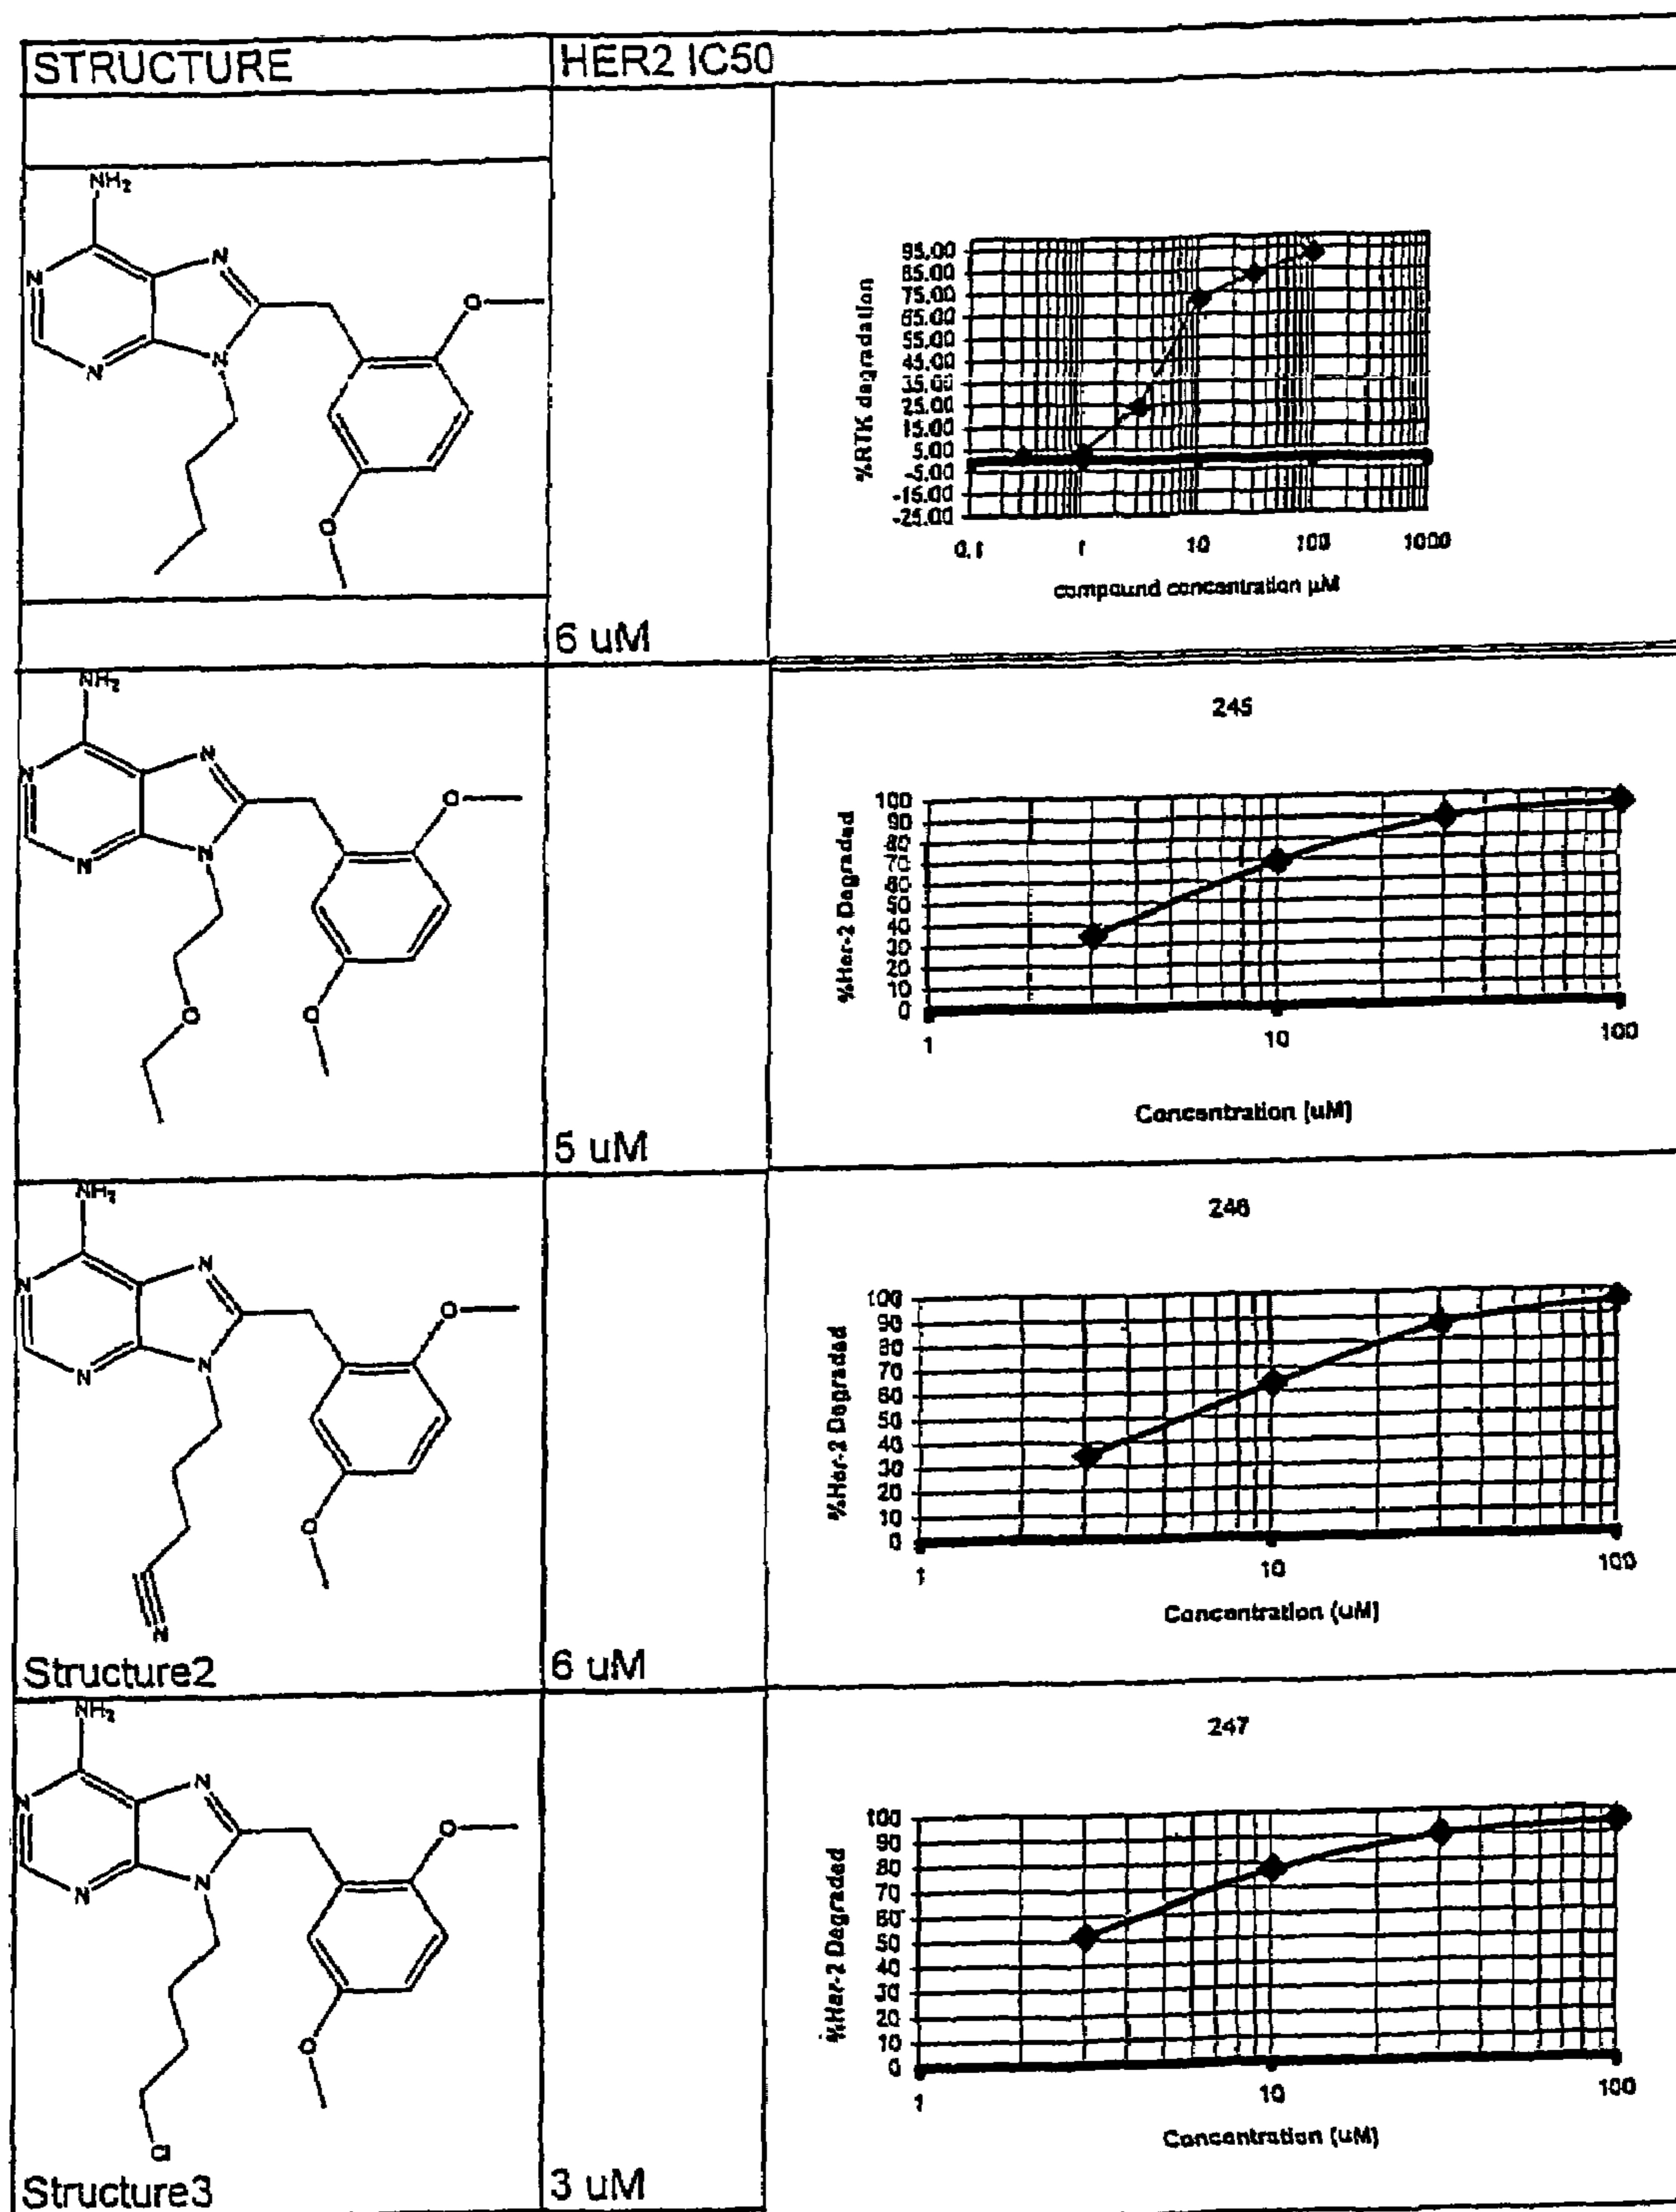 STRUCTURE
HER2 IC50
NH2
N
N
N
N
O
O
6 uM
95.00
85.00
75.00
65.00
55.00
45.00
35.00
25.00
15.00
5.00
-5.00
-15.00
-25.00
%RTK degradation
0.1 1 10 100 1000
compound concentration µM
NH2
N
N
N
N
O
O
O
5 uM
245
100
90
80
70
60
50
40
30
20
10
0
%Her-2 Degraded
1 10 100
Concentration (uM)
NH2
N
N
N
N
O
O
N
Structure2
6 uM
246
100
90
80
70
60
50
40
30
20
10
0
%Her-2 Degraded
1 10 100
Concentration (uM)
NH2
N
N
N
N
O
O
Cl
Structure3
3 uM
247
100
90
80
70
60
50
40
30
20
10
0
%Her-2 Degraded
1 10 100
Concentration (uM)